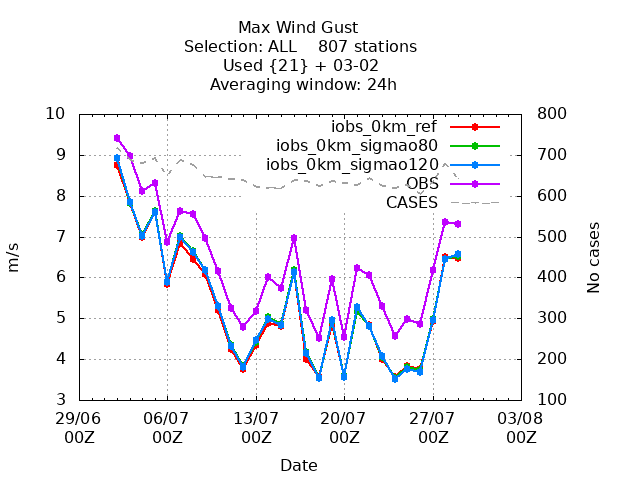 Max Wind Gust
Selection: ALL    807 stations
Used {21} + 03-02
Averaging window: 24h
iobs_0km_ref
iobs_0km_sigmao80
iobs_0km_sigmao120
OBS
CASES
m/s
10
9
8
7
6
5
4
3
No cases
800
700
600
500
400
300
200
100
29/06 06/07 13/07 20/07 27/07 03/08
00Z 00Z 00Z 00Z 00Z 00Z
Date